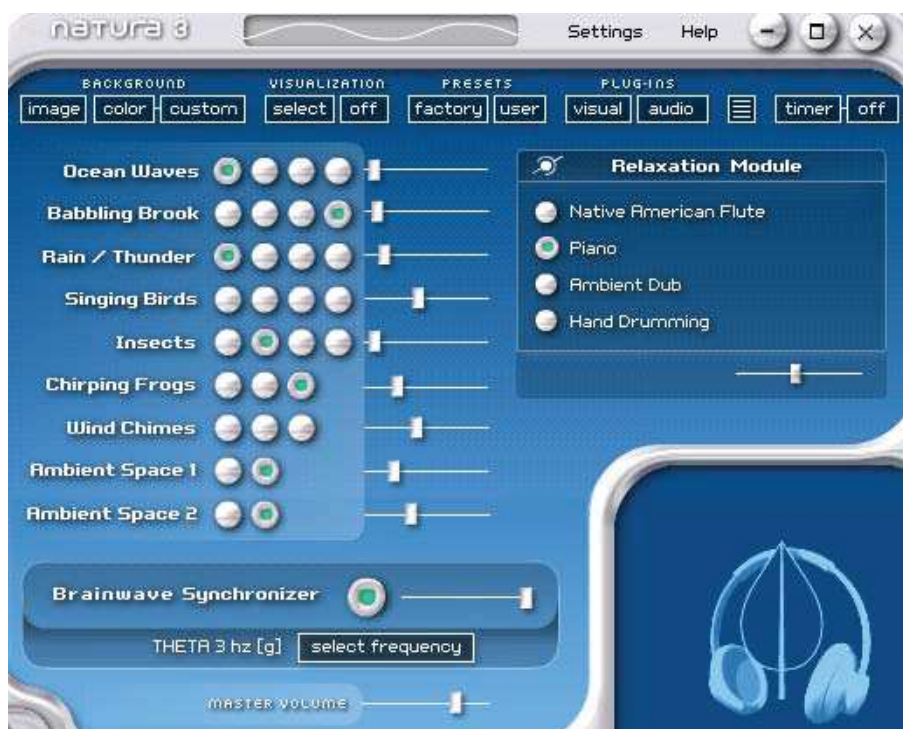 natura 3
Settings Help
BACKGROUND VISUALIZATION PRESETS PLUG-INS
image color custom select off factory user visual audio timer off
Ocean Waves
Babbling Brook
Rain / Thunder
Singing Birds
Insects
Chirping Frogs
Wind Chimes
Ambient Space 1
Ambient Space 2
Relaxation Module
Native American Flute
Piano
Ambient Dub
Hand Drumming
Brainwave Synchronizer
THETA 3 hz [g] select frequency
MASTER VOLUME